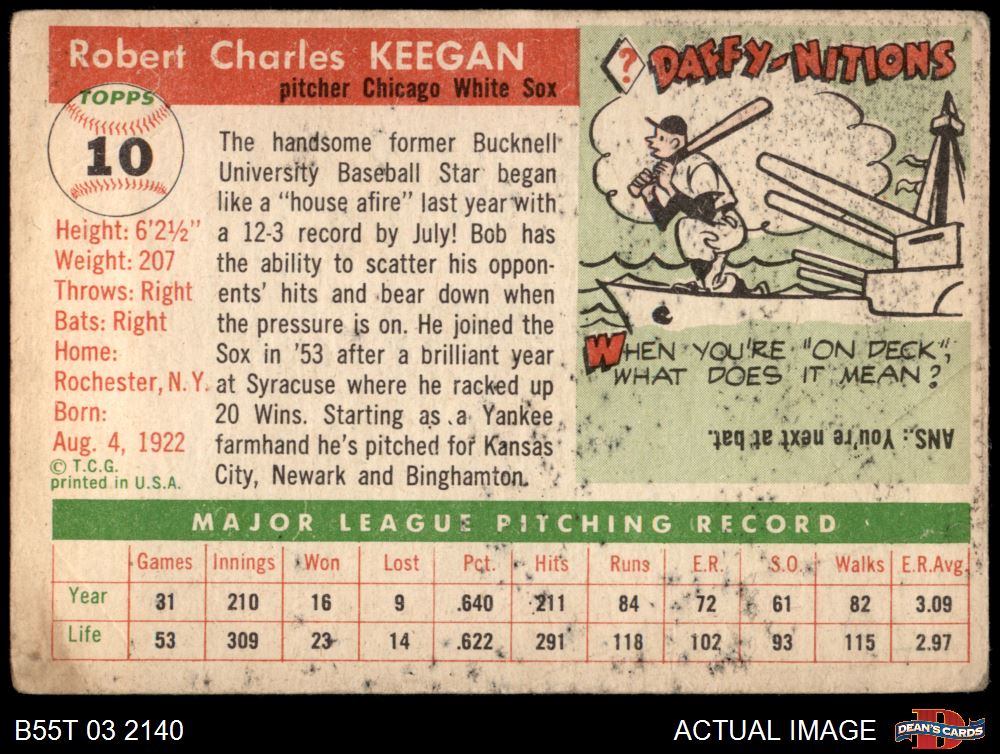 Robert Charles KEEGAN
pitcher Chicago White Sox
TOPPS
10
Height: 6'2½"
Weight: 207
Throws: Right
Bats: Right
Home:
Rochester, N.Y.
Born:
Aug. 4, 1922
© T.C.G.
printed in U.S.A.
The handsome former Bucknell
University Baseball Star began
like a "house afire" last year with
a 12-3 record by July! Bob has
the ability to scatter his oppon-
ents' hits and bear down when
the pressure is on. He joined the
Sox in '53 after a brilliant year
at Syracuse where he racked up
20 Wins. Starting as a Yankee
farmhand he's pitched for Kansas
City, Newark and Binghamton.
?
DAFFY-NITIONS
WHEN YOU'RE "ON DECK",
WHAT DOES IT MEAN?
ANS.: You're next at bat.
MAJOR LEAGUE PITCHING RECORD
Games Innings Won Lost Pct. Hits Runs E.R. S.O. Walks E.R.Avg.
Year 31 210 16 9 .640 211 84 72 61 82 3.09
Life 53 309 23 14 .622 291 118 102 93 115 2.97
B55T 03 2140
ACTUAL IMAGE
D
DEAN'S CARDS